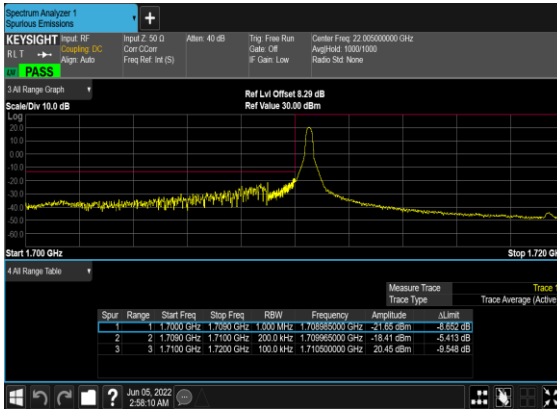 Spectrum Analyzer 1
Spurious Emissions
+
KEYSIGHT Input: RF Input Z: 50 Ω Atten: 40 dB Trig: Free Run Center Freq: 22.005000000 GHz
RLT Coupling: DC Corr CCorr Gate: Off Avg|Hold: 1000/1000
Align: Auto Freq Ref: Int (S) IF Gain: Low Radio Std: None
PASS
3 All Range Graph Ref Lvl Offset 8.29 dB
Scale/Div 10.0 dB Ref Value 30.00 dBm
Log
20.0
10.0
0.00
-10.0
-20.0
-30.0
-40.0
-50.0
-60.0
Start 1.700 GHz Stop 1.720 GHz
4 All Range Table
Measure Trace Trace 1
Trace Type Trace Average (Active
Spur Range Start Freq Stop Freq RBW Frequency Amplitude ΔLimit
1 1 1.7000 GHz 1.7090 GHz 1.000 MHz 1.708985000 GHz -21.65 dBm -8.652 dB
2 2 1.7090 GHz 1.7100 GHz 200.0 kHz 1.709965000 GHz -18.41 dBm -5.413 dB
3 3 1.7100 GHz 1.7200 GHz 100.0 kHz 1.710500000 GHz 20.45 dBm -9.548 dB
? Jun 05, 2022
2:58:10 AM